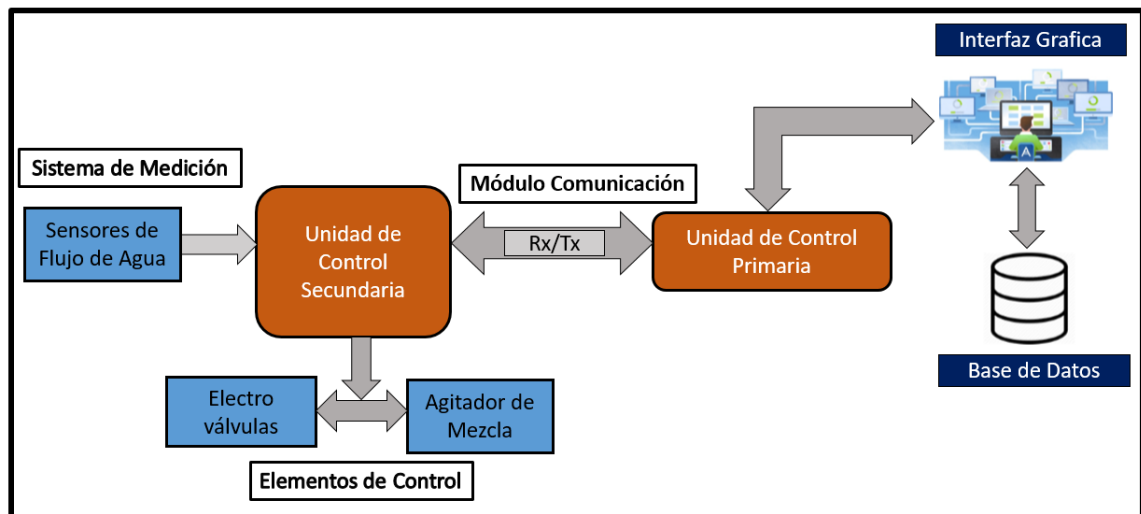 Interfaz Grafica
Sistema de Medición
Sensores de
Flujo de Agua
Unidad de
Control
Secundaria
Módulo Comunicación
Rx/Tx
Unidad de Control
Primaria
Base de Datos
Electro
válvulas
Agitador de
Mezcla
Elementos de Control